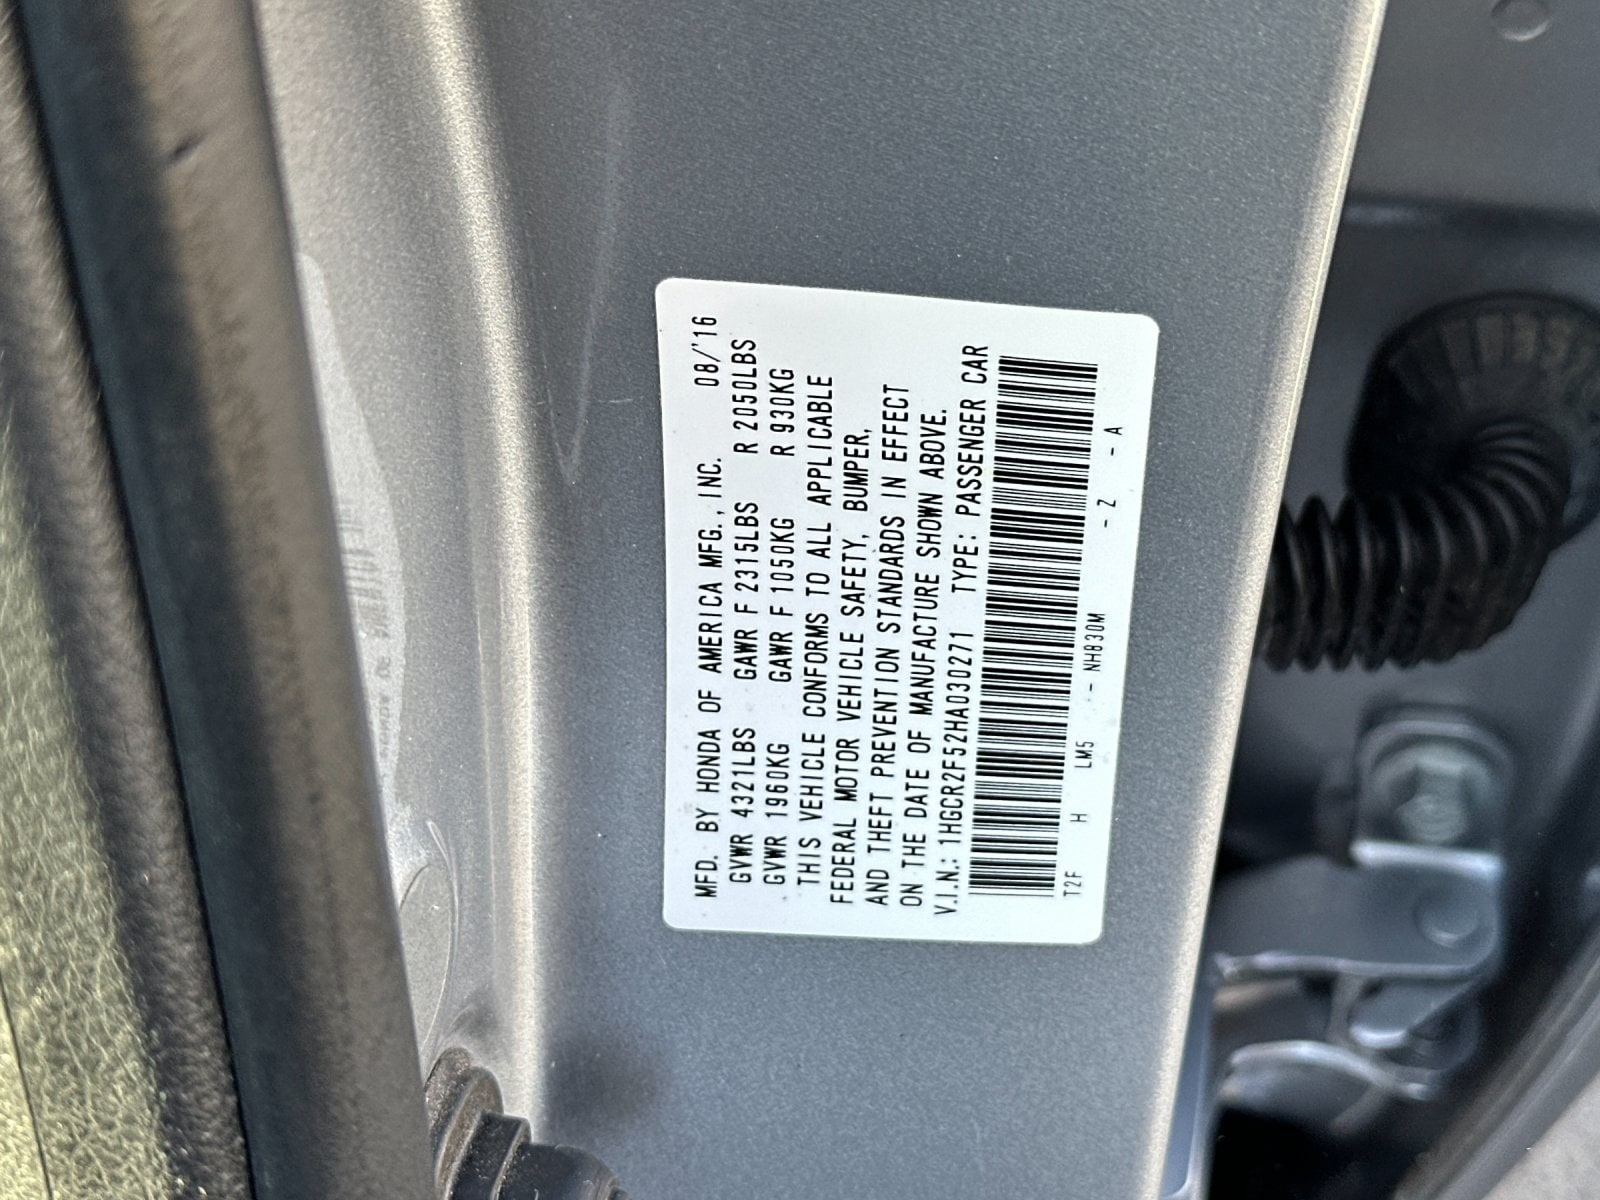 MFD. BY HONDA OF AMERICA MFG., INC. 08/'16
GVWR 4321LBS GAWR F 2315LBS R 2050LBS
GVWR 1960KG GAWR F 1050KG R 930KG
THIS VEHICLE CONFORMS TO ALL APPLICABLE
FEDERAL MOTOR VEHICLE SAFETY, BUMPER,
AND THEFT PREVENTION STANDARDS IN EFFECT
ON THE DATE OF MANUFACTURE SHOWN ABOVE.
V.I.N.: 1HGCR2F52HA030271 TYPE: PASSENGER CAR
T2F H LM5 -- NH830M - Z - A